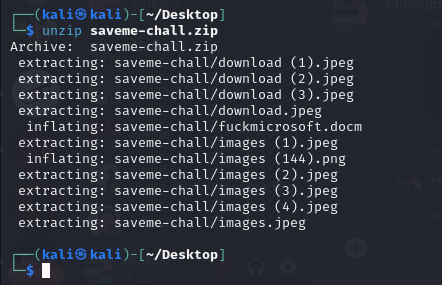 ┌──(kali㉿kali)-[~/Desktop]
└─$ unzip saveme-chall.zip
Archive:  saveme-chall.zip
 extracting: saveme-chall/download (1).jpeg
 extracting: saveme-chall/download (2).jpeg
 extracting: saveme-chall/download (3).jpeg
 extracting: saveme-chall/download.jpeg
  inflating: saveme-chall/fuckmicrosoft.docm
 extracting: saveme-chall/images (1).jpeg
  inflating: saveme-chall/images (144).png
 extracting: saveme-chall/images (2).jpeg
 extracting: saveme-chall/images (3).jpeg
 extracting: saveme-chall/images (4).jpeg
 extracting: saveme-chall/images.jpeg
┌──(kali㉿kali)-[~/Desktop]
└─$